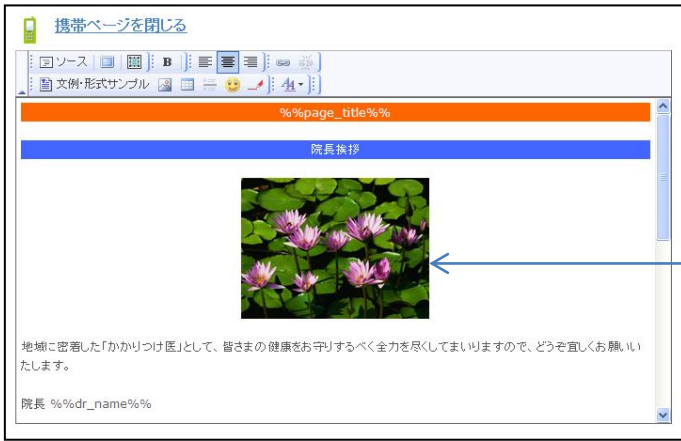 携帯ページを閉じる
ソース B
文例・形式サンプル A
%%page_title%%
院長挨拶
地域に密着した「かかりつけ医」として、皆さまの健康をお守りするべく全力を尽くしてまいりますので、どうぞ宜しくお願いい
たします。
院長 %%dr_name%%